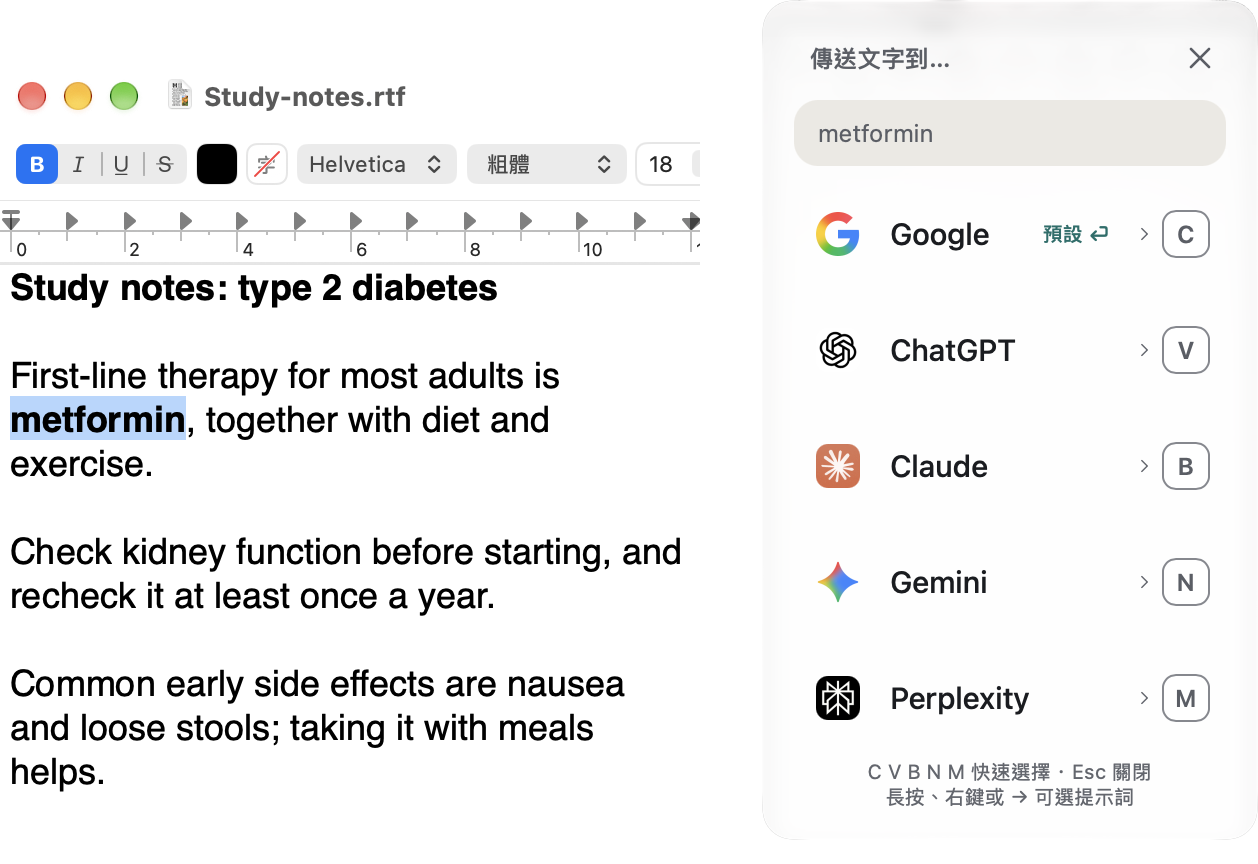 Study-notes.rtf
B I U S Helvetica 粗體 18
0 2 4 6 8 10
Study notes: type 2 diabetes
First-line therapy for most adults is
metformin, together with diet and
exercise.
Check kidney function before starting, and
recheck it at least once a year.
Common early side effects are nausea
and loose stools; taking it with meals
helps.
傳送文字到...
metformin
Google 預設 C
ChatGPT V
Claude B
Gemini N
Perplexity M
C V B N M 快速選擇 · Esc 關閉
長按、右鍵或 → 可選提示詞